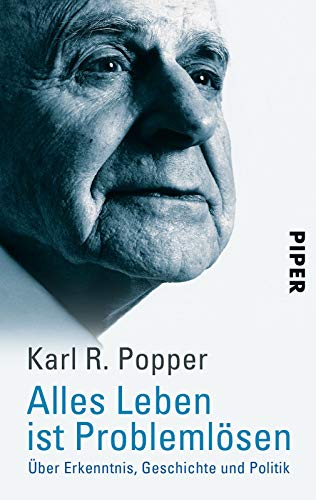 PIPER
Karl R. Popper
Alles Leben
ist Problemlösen
Über Erkenntnis, Geschichte und Politik